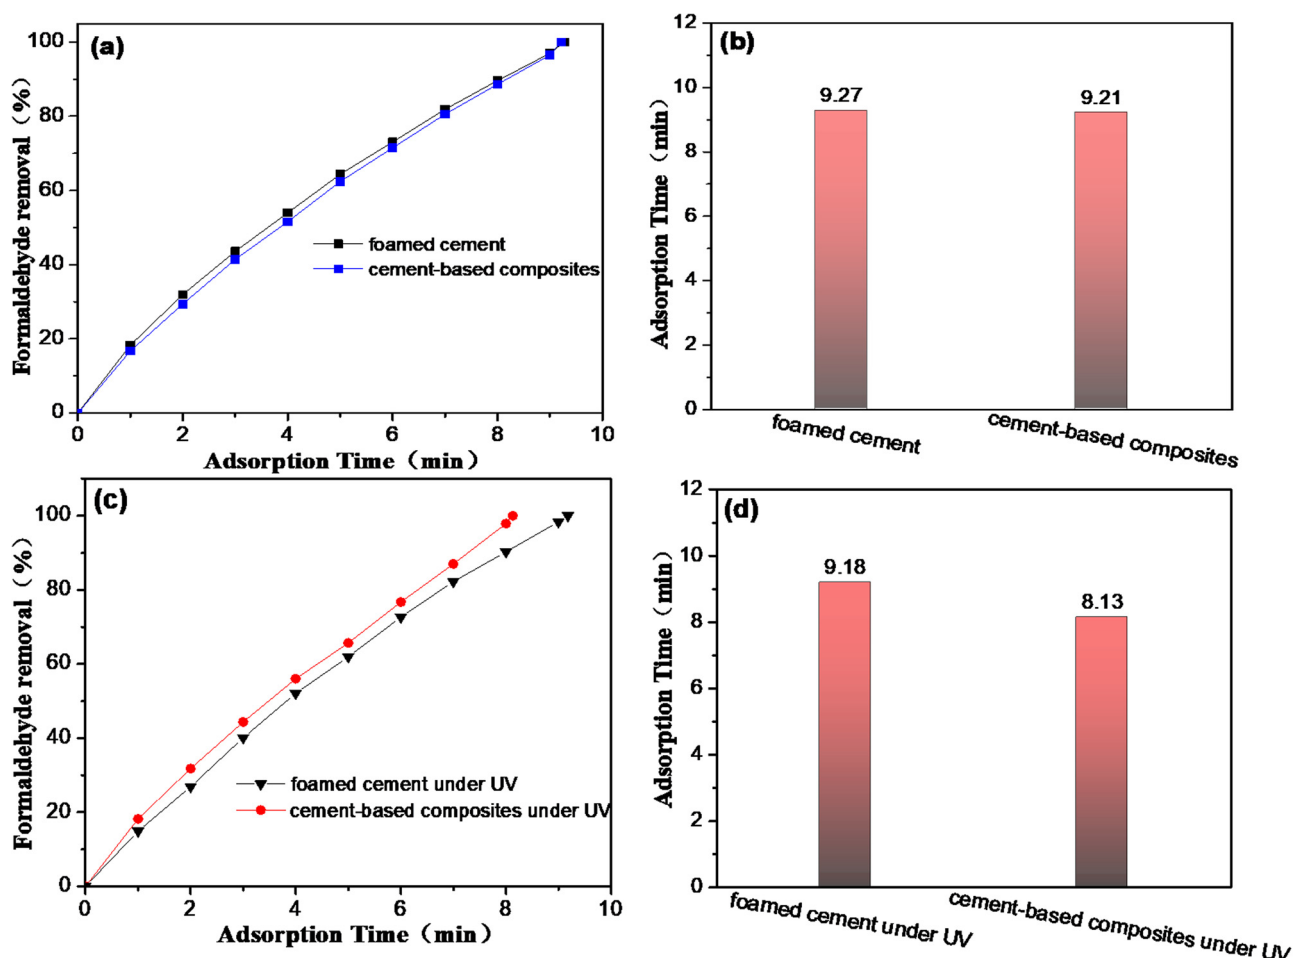 (a)
Formaldehyde removal（%）
100
80
60
40
20
0
foamed cement
cement-based composites
0 2 4 6 8 10
Adsorption Time（min）
(b)
Adsorption Time（min）
12
10
8
6
4
2
0
9.27
9.21
foamed cement
cement-based composites
(c)
Formaldehyde removal（%）
100
80
60
40
20
0
foamed cement under UV
cement-based composites under UV
0 2 4 6 8 10
Adsorption Time（min）
(d)
Adsorption Time（min）
12
10
8
6
4
2
0
9.18
8.13
foamed cement under UV
cement-based composites under UV